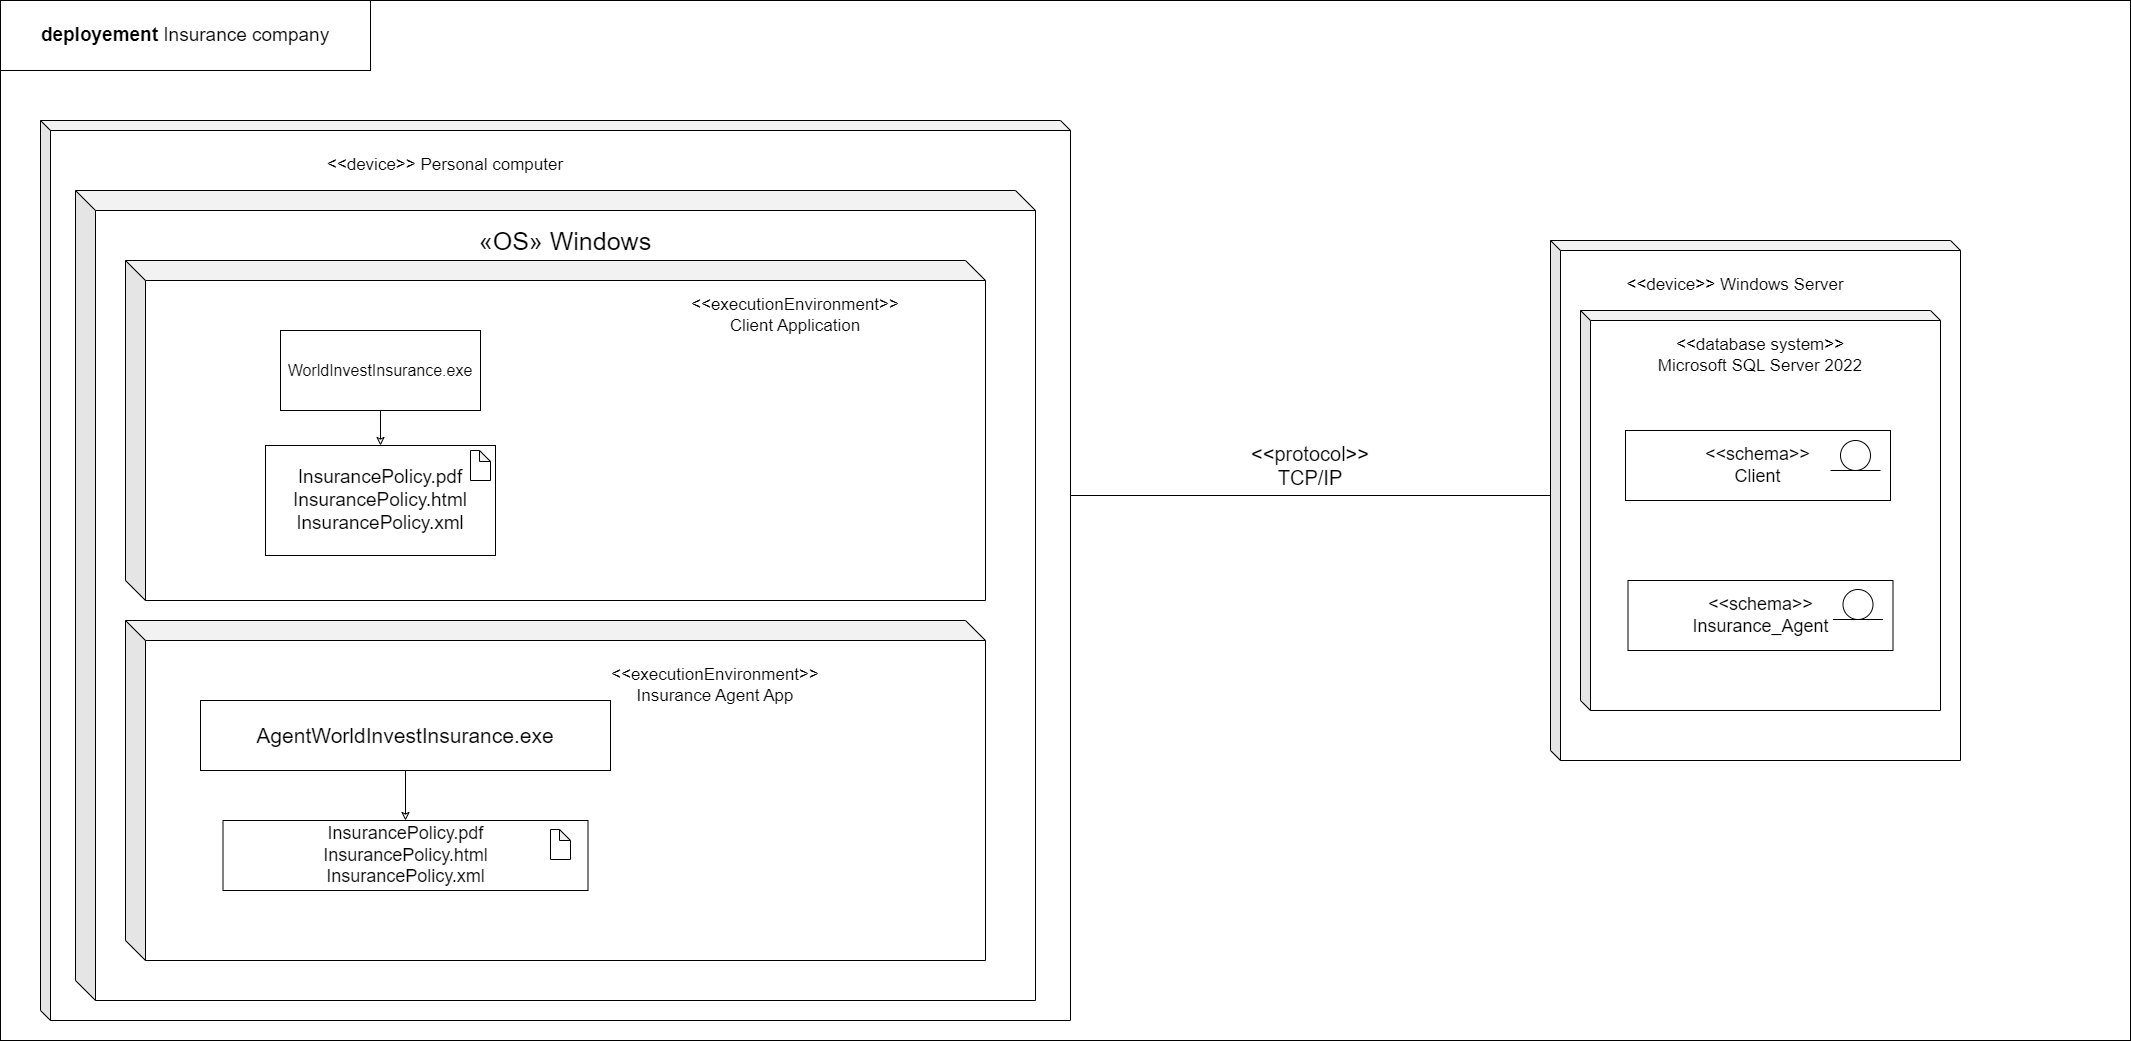 deployement Insurance company
<<device>> Personal computer
«OS» Windows
<<executionEnvironment>>
Client Application
WorldInvestInsurance.exe
InsurancePolicy.pdf
InsurancePolicy.html
InsurancePolicy.xml
<<executionEnvironment>>
Insurance Agent App
AgentWorldInvestInsurance.exe
InsurancePolicy.pdf
InsurancePolicy.html
InsurancePolicy.xml
<<protocol>>
TCP/IP
<<device>> Windows Server
<<database system>>
Microsoft SQL Server 2022
<<schema>>
Client
<<schema>>
Insurance_Agent